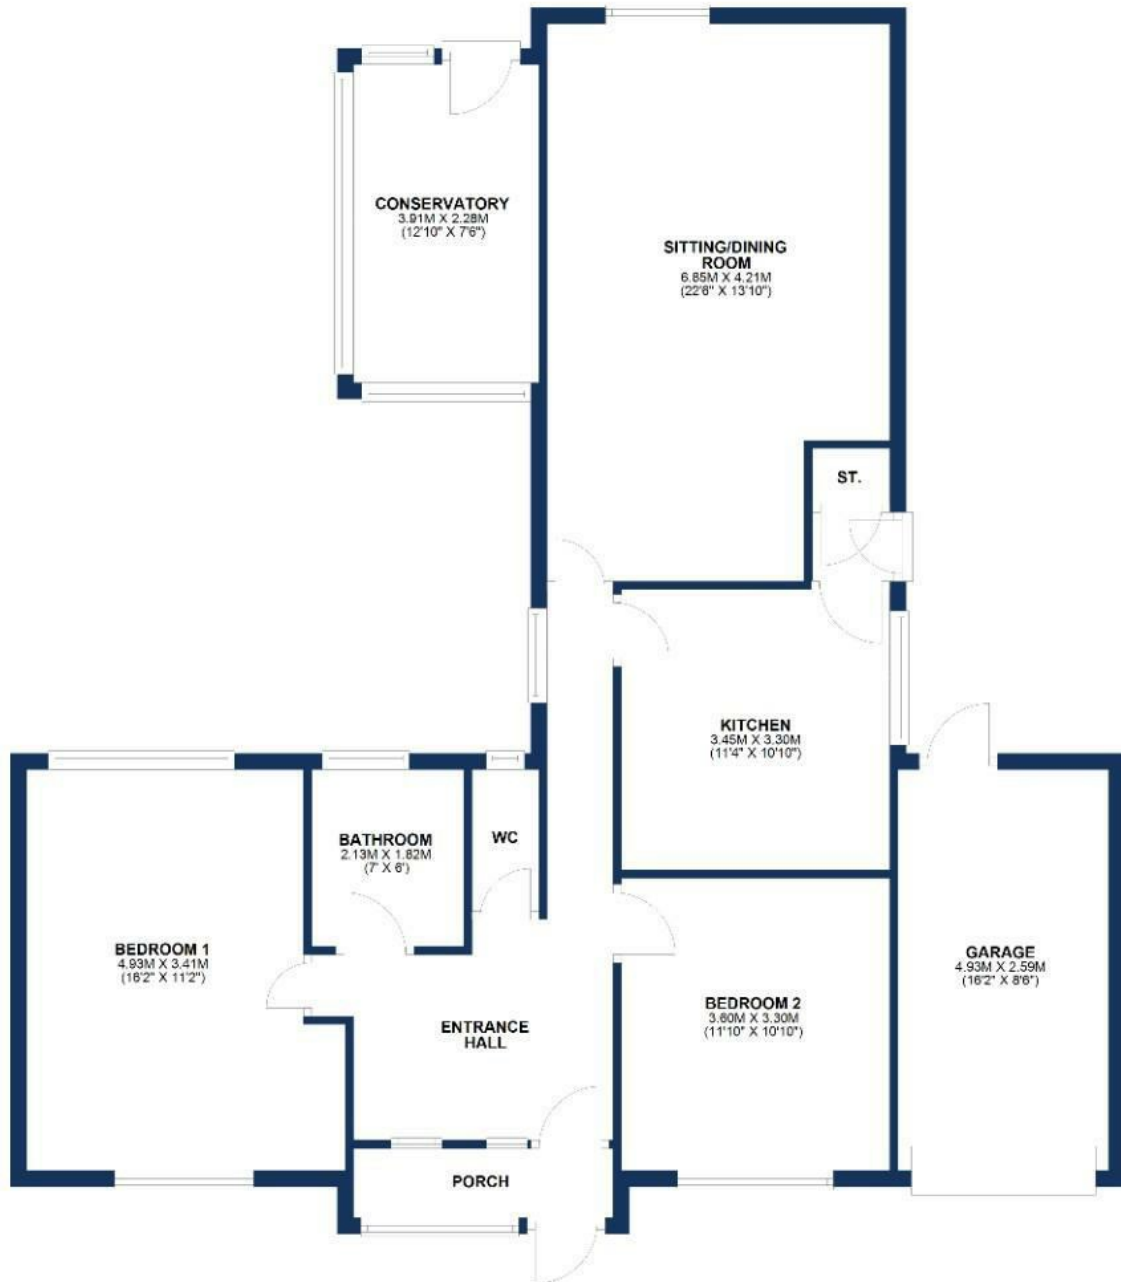 CONSERVATORY
3.91M X 2.28M
(12'10" X 7'6")
SITTING/DINING
ROOM
6.85M X 4.21M
(22'6" X 13'10")
ST.
KITCHEN
3.45M X 3.30M
(11'4" X 10'10")
BATHROOM
2.13M X 1.82M
(7' X 6')
WC
BEDROOM 1
4.93M X 3.41M
(16'2" X 11'2")
GARAGE
4.93M X 2.59M
(16'2" X 8'6")
BEDROOM 2
3.60M X 3.30M
(11'10" X 10'10")
ENTRANCE
HALL
PORCH